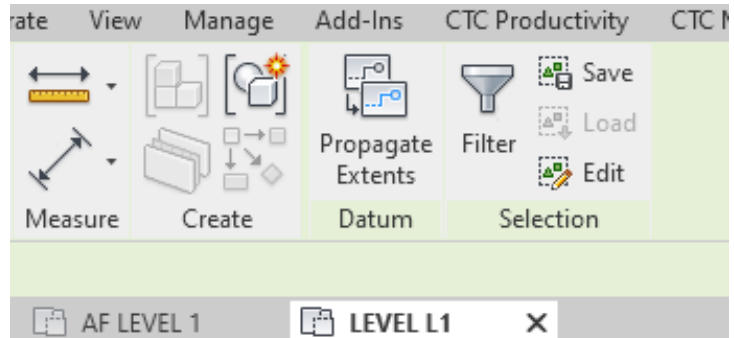 View Manage Add-Ins CTC Productivity CTC
Save
Load
Propagate Extents
Filter
Edit
Measure Create Datum Selection
AF LEVEL 1 LEVEL L1